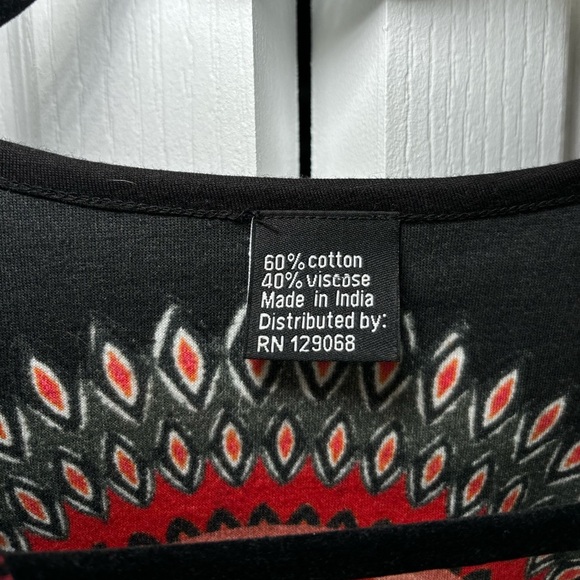 60% cotton
40% viscose
Made in India
Distributed by:
RN 129068